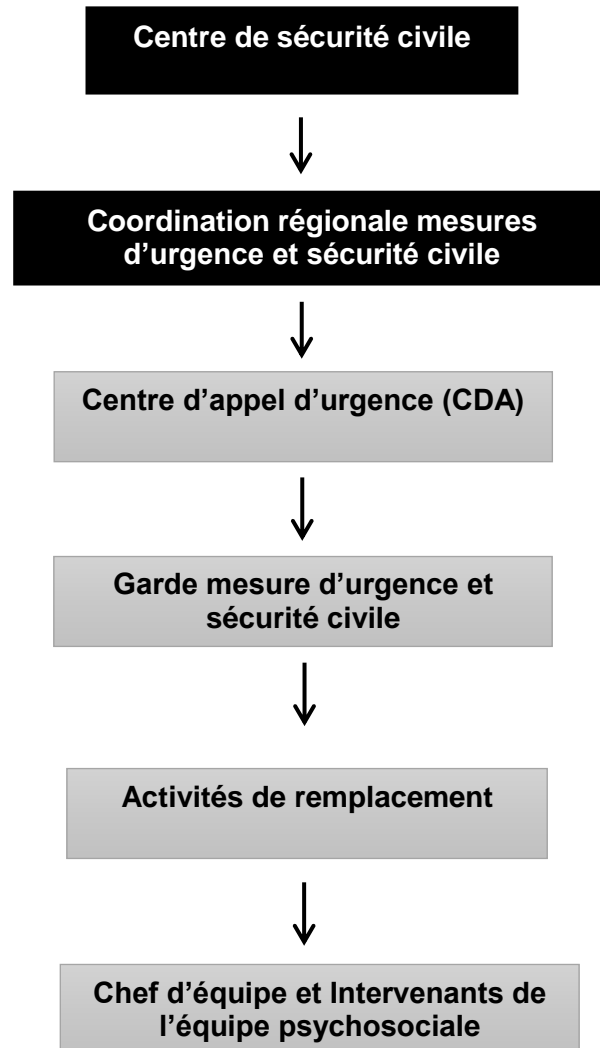 Centre de sécurité civile
Coordination régionale mesures
d’urgence et sécurité civile
Centre d’appel d’urgence (CDA)
Garde mesure d’urgence et
sécurité civile
Activités de remplacement
Chef d’équipe et Intervenants de
l’équipe psychosociale